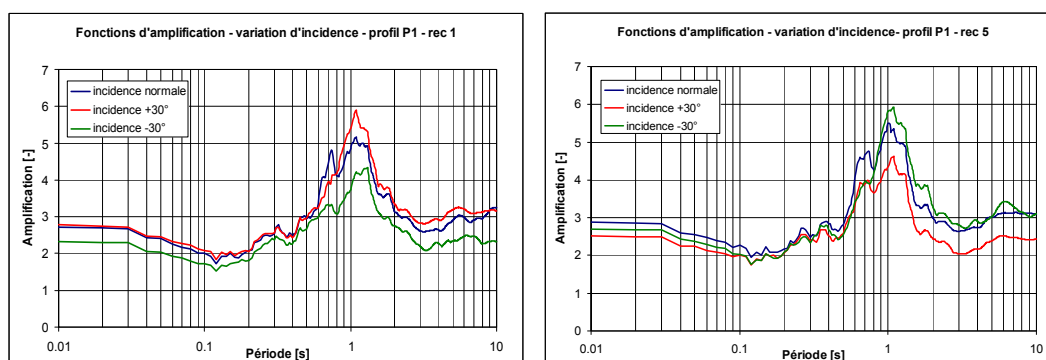 Fonctions d'amplification - variation d'incidence - profil P1 - rec 1
7
6
5
4
3
2
1
0
Amplification [-]
incidence normale
incidence +30°
incidence -30°
0.01
0.1
1
10
Période [s]
Fonctions d'amplification - variation d'incidence- profil P1 - rec 5
7
6
5
4
3
2
1
0
Amplification [-]
incidence normale
incidence +30°
incidence -30°
0.01
0.1
1
10
Période [s]